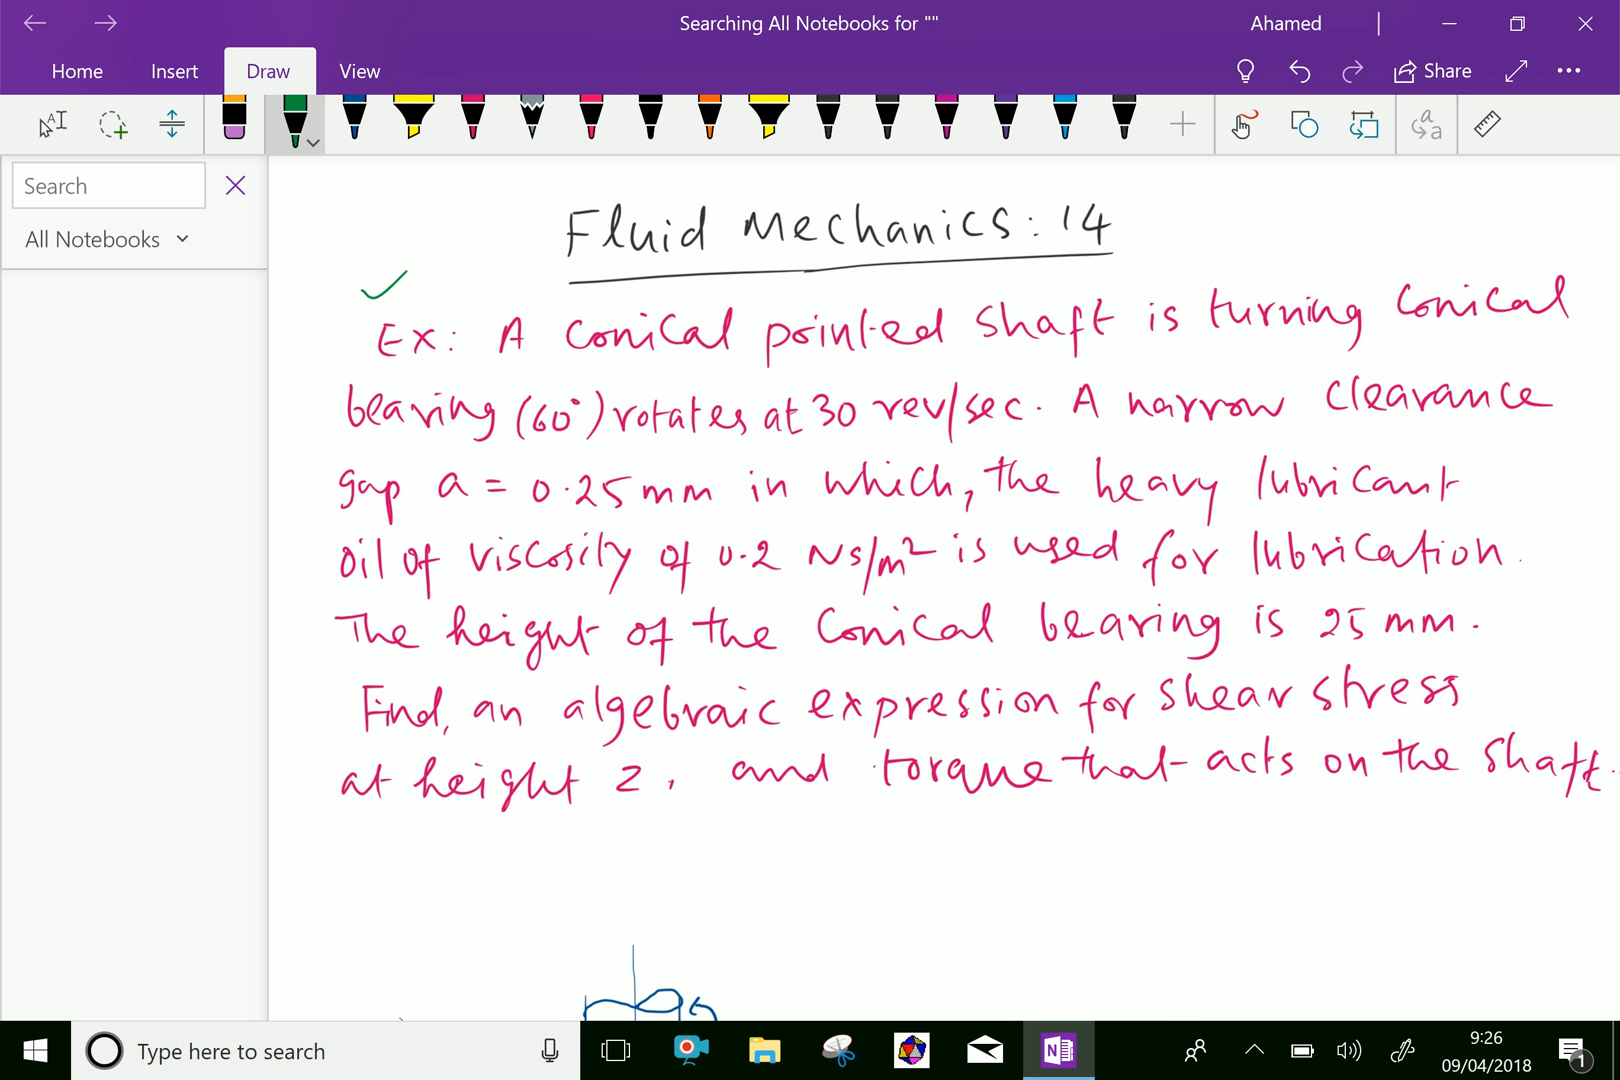 Searching All Notebooks for ""
Ahamed
Home
Insert
Draw
View
Share
Search
All Notebooks
Fluid Mechanics: 14
Ex: A conical pointed shaft is turning conical
bearing (60°) rotates at 30 rev/sec. A narrow clearance
gap a = 0.25mm in which, the heavy lubricant
oil of viscosity of 0.2 Ns/m² is used for lubrication.
The height of the conical bearing is 25 mm.
Find, an algebraic expression for shear stress
at height z, and torque that acts on the shaft.
Type here to search
9:26
09/04/2018
1